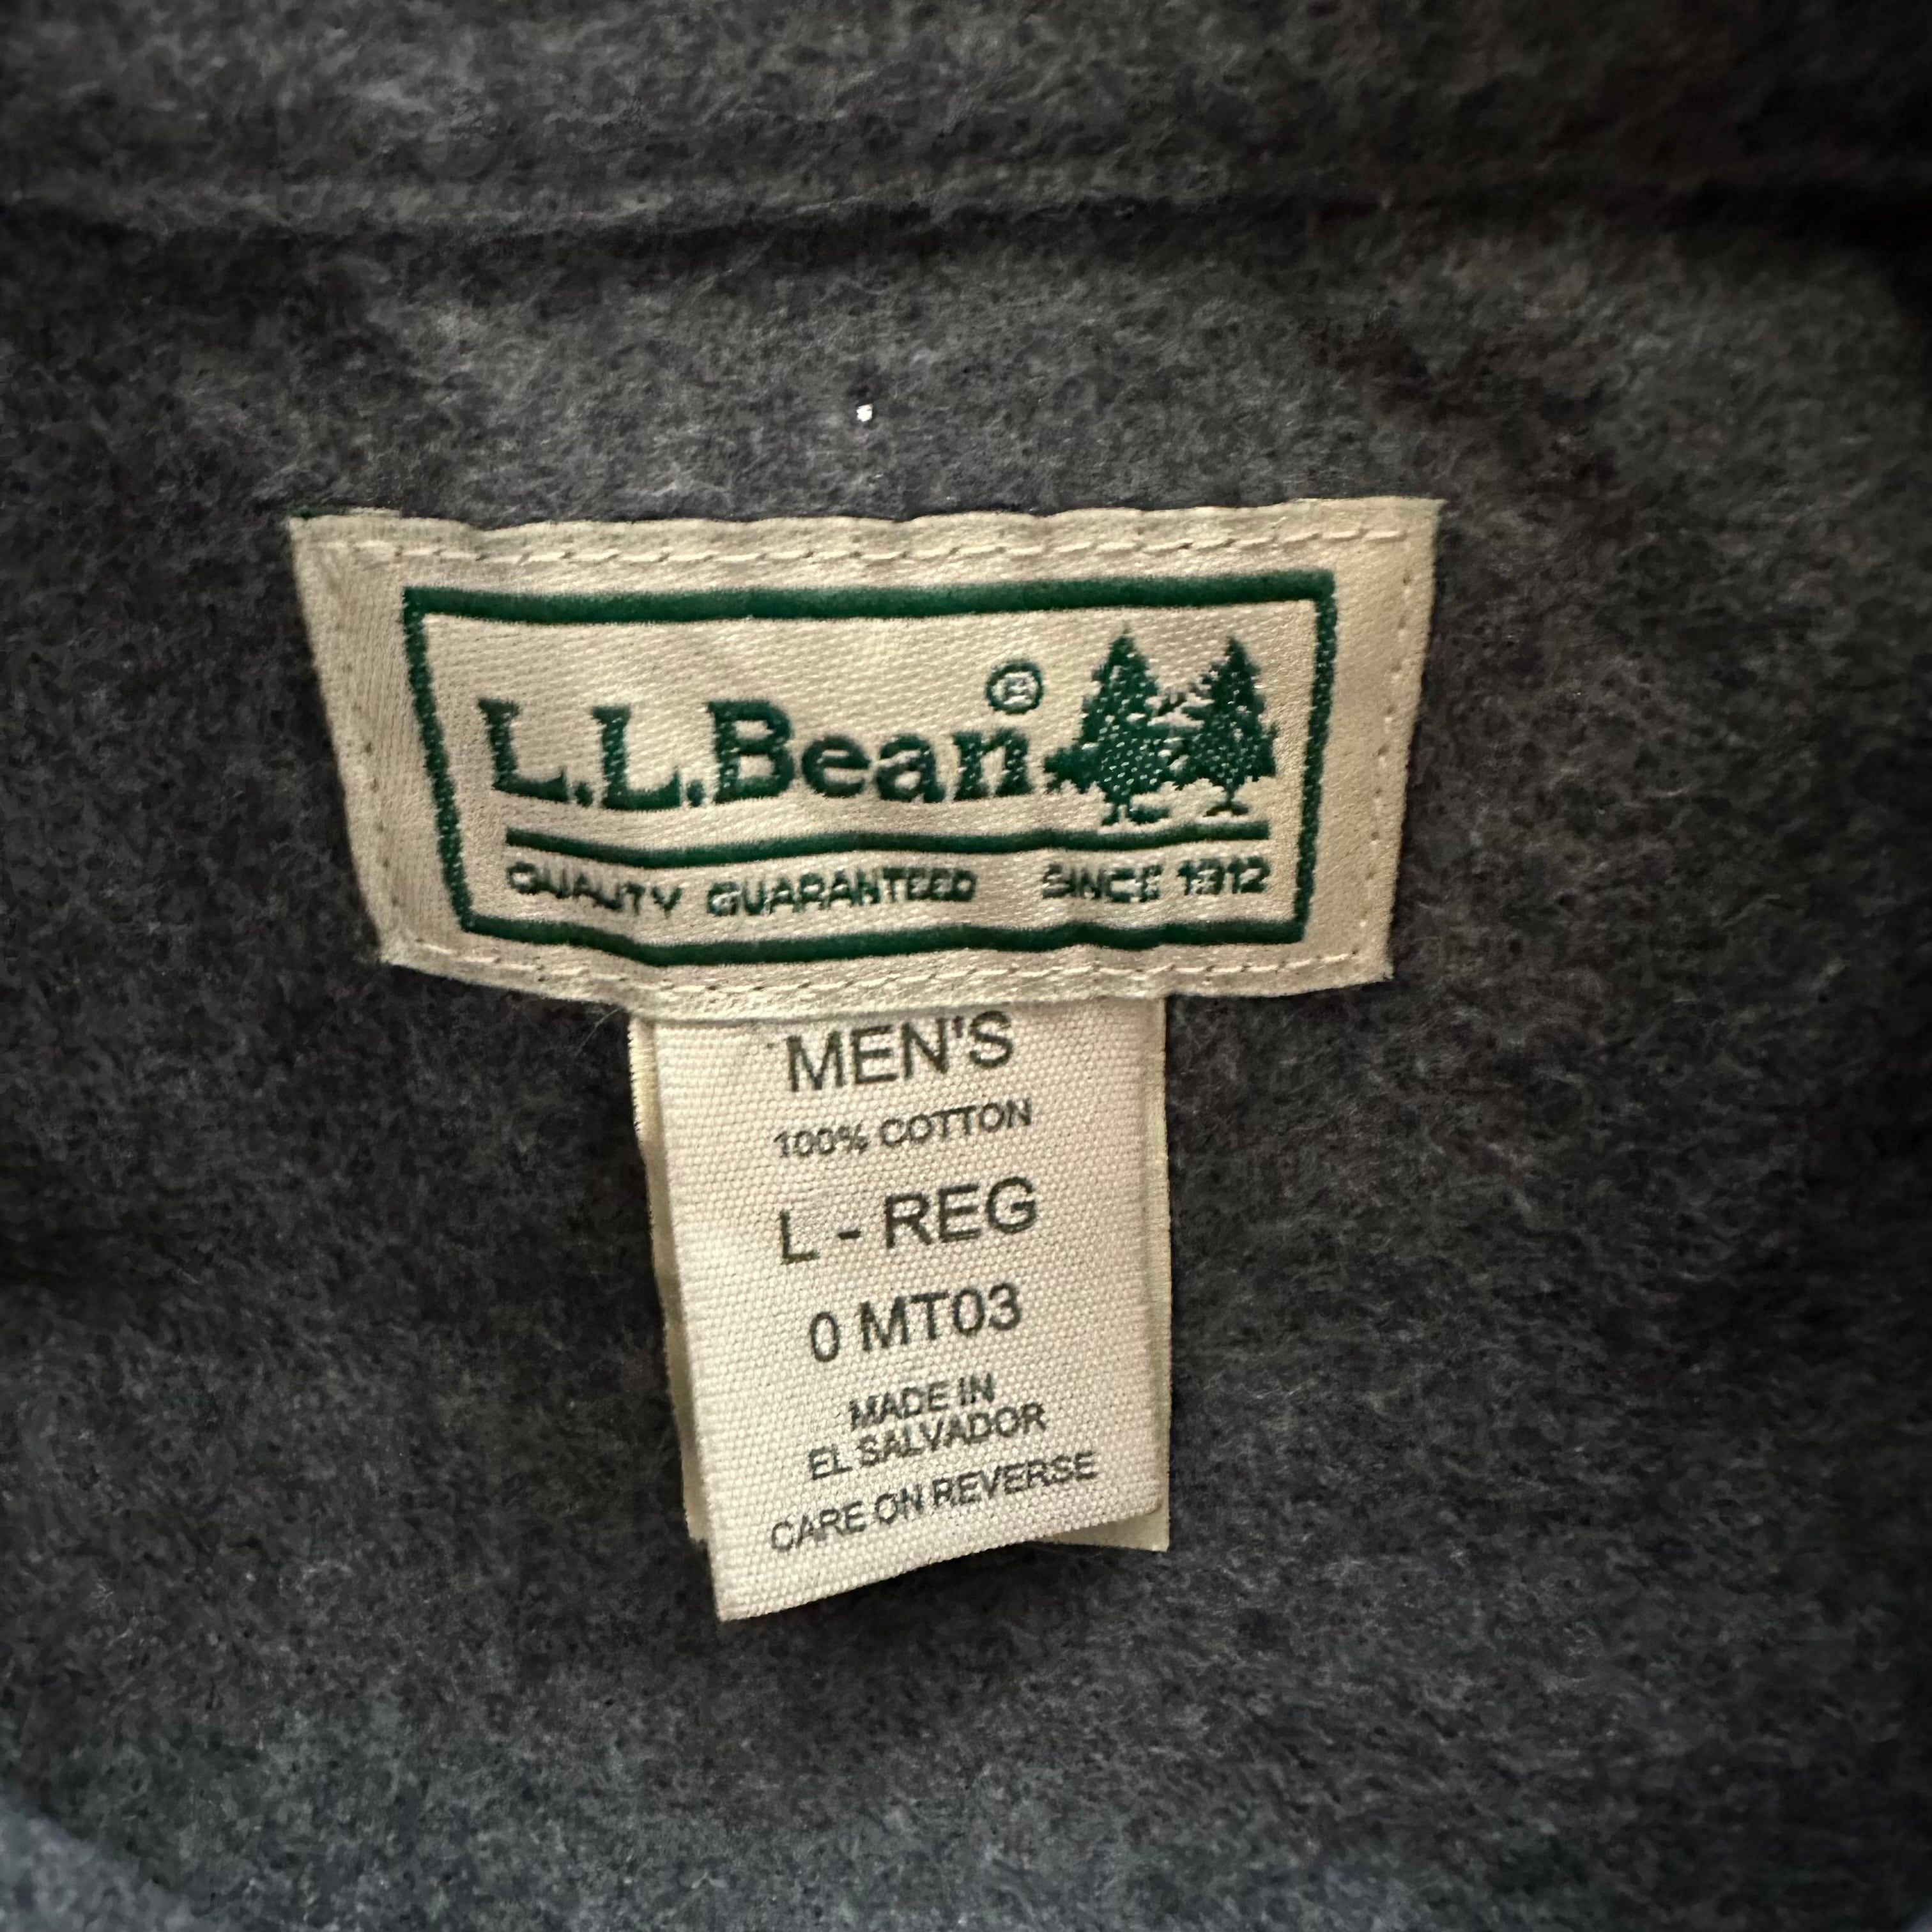 L.L.Bean®
QUALITY GUARANTEED SINCE 1912
MEN'S
100% COTTON
L - REG
0 MT03
MADE IN
EL SALVADOR
CARE ON REVERSE